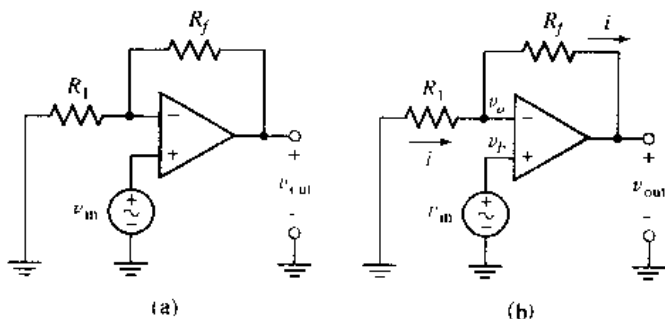 R_f
R_1
−
+
v_in
+
−
+
v_out
-
(a)
R_f
i
R_1
v_a
−
i
v_b
+
v_in
+
−
+
v_out
-
(b)